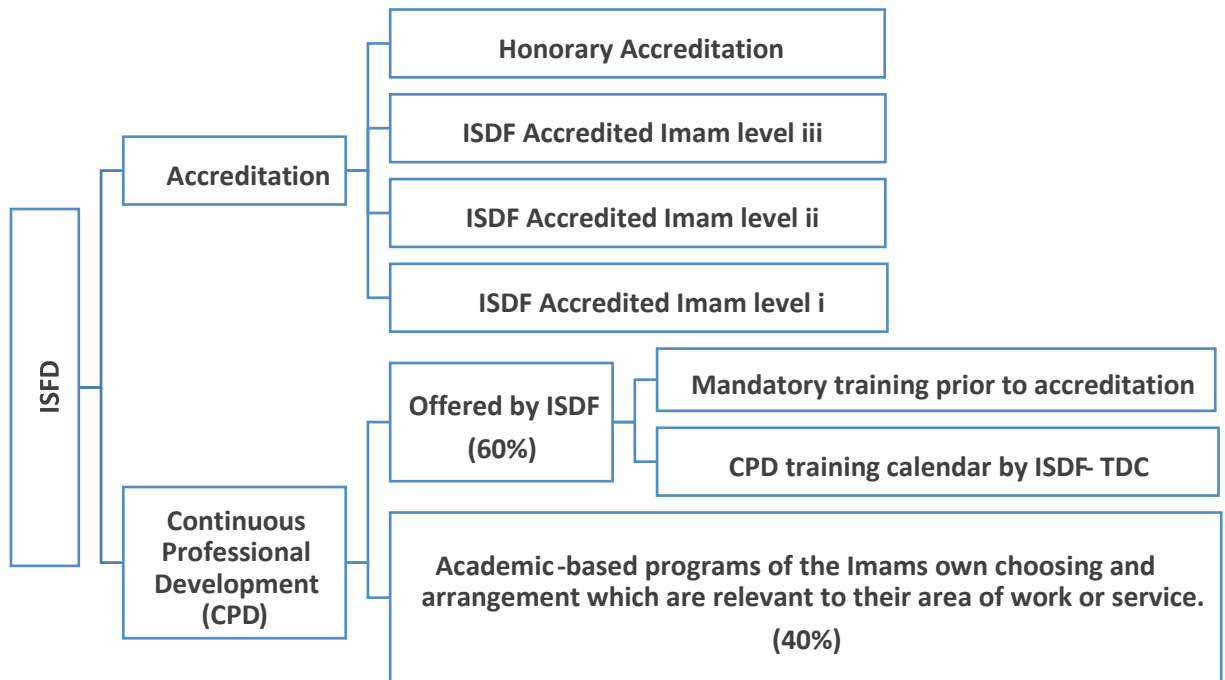 ISFD
Accreditation
Honorary Accreditation
ISDF Accredited Imam level iii
ISDF Accredited Imam level ii
ISDF Accredited Imam level i
Continuous
Professional
Development
(CPD)
Offered by ISDF
(60%)
Mandatory training prior to accreditation
CPD training calendar by ISDF- TDC
Academic-based programs of the Imams own choosing and
arrangement which are relevant to their area of work or service.
(40%)